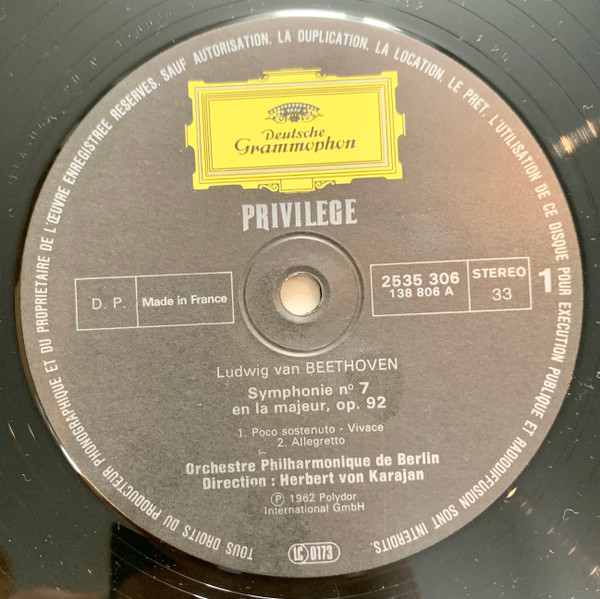 TOUS DROITS DU PRODUCTEUR PHONOGRAPHIQUE ET DU PROPRIETAIRE DE L'ŒUVRE ENREGISTREE RESERVES. SAUF AUTORISATION, LA DUPLICATION, LA LOCATION, LE PRET, L'UTILISATION DE CE DISQUE POUR EXECUTION PUBLIQUE ET RADIODIFFUSION SONT INTERDITS.
Deutsche
Grammophon
PRIVILEGE
D. P. Made in France
2535 306
138 806 A
STEREO
33
1
Ludwig van BEETHOVEN
Symphonie nº 7
en la majeur, op. 92
1. Poco sostenuto - Vivace
2. Allegretto
Orchestre Philharmonique de Berlin
Direction : Herbert von Karajan
℗ 1962 Polydor
International GmbH
LC 0173